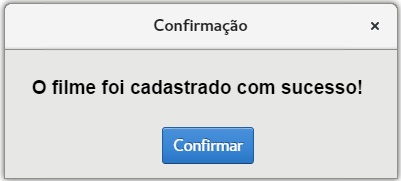 Confirmação
×
O filme foi cadastrado com sucesso!
Confirmar